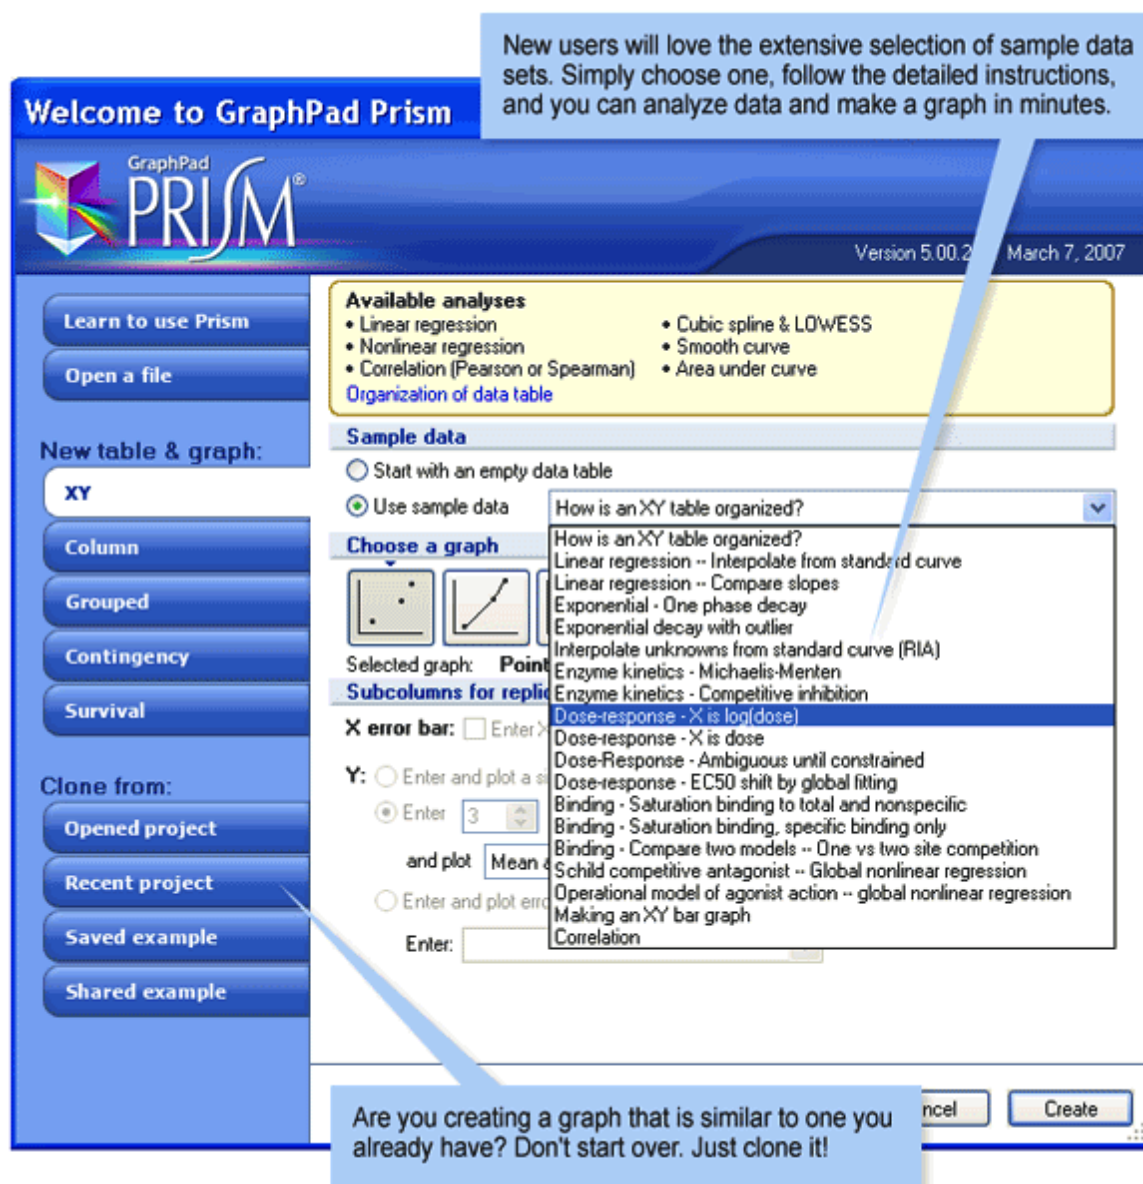 New users will love the extensive selection of sample data
sets. Simply choose one, follow the detailed instructions,
and you can analyze data and make a graph in minutes.
Welcome to GraphPad Prism
GraphPad
PRISM®
Version 5.00.2
March 7, 2007
Learn to use Prism
Open a file
New table & graph:
XY
Column
Grouped
Contingency
Survival
Clone from:
Opened project
Recent project
Saved example
Shared example
Available analyses
• Linear regression
• Nonlinear regression
• Correlation (Pearson or Spearman)
• Cubic spline & LOWESS
• Smooth curve
• Area under curve
Organization of data table
Sample data
Start with an empty data table
Use sample data
How is an XY table organized?
How is an XY table organized?
Linear regression -- Interpolate from standard curve
Linear regression -- Compare slopes
Exponential - One phase decay
Exponential decay with outlier
Interpolate unknowns from standard curve (RIA)
Enzyme kinetics - Michaelis-Menten
Enzyme kinetics - Competitive inhibition
Dose-response - X is log(dose)
Dose-response - X is dose
Dose-Response - Ambiguous until constrained
Dose-response - EC50 shift by global fitting
Binding - Saturation binding to total and nonspecific
Binding - Saturation binding, specific binding only
Binding - Compare two models -- One vs two site competition
Schild competitive antagonist -- Global nonlinear regression
Operational model of agonist action -- global nonlinear regression
Making an XY bar graph
Correlation
Choose a graph
Selected graph: Point
Subcolumns for replic
X error bar: Enter X
Y: Enter and plot a si
Enter 3
and plot Mean &
Enter and plot erro
Enter:
ncel
Create
Are you creating a graph that is similar to one you
already have? Don't start over. Just clone it!